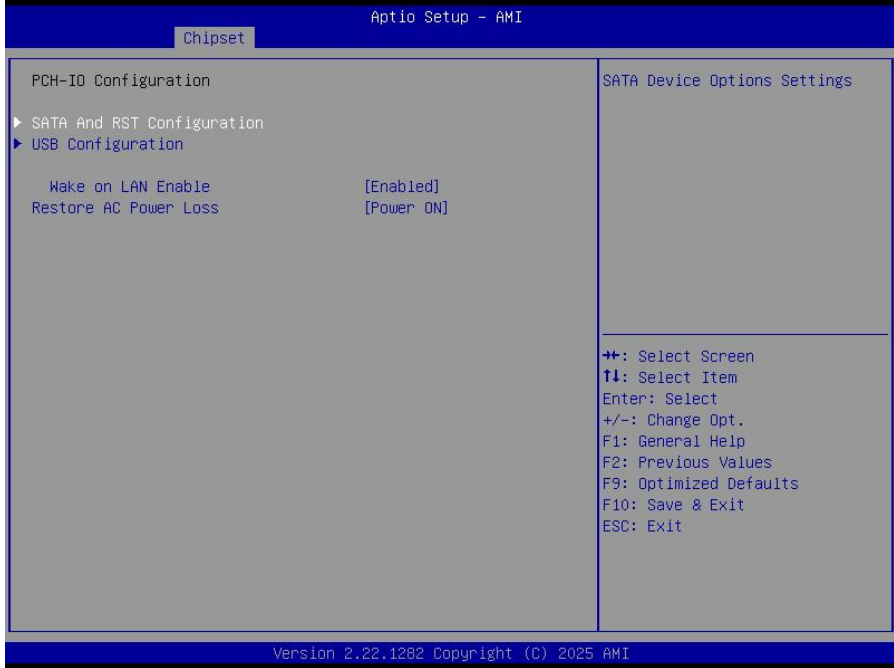 Aptio Setup – AMI
Chipset
PCH-IO Configuration
SATA And RST Configuration
USB Configuration
Wake on LAN Enable [Enabled]
Restore AC Power Loss [Power ON]
SATA Device Options Settings
→←: Select Screen
↑↓: Select Item
Enter: Select
+/-: Change Opt.
F1: General Help
F2: Previous Values
F9: Optimized Defaults
F10: Save & Exit
ESC: Exit
Version 2.22.1282 Copyright (C) 2025 AMI